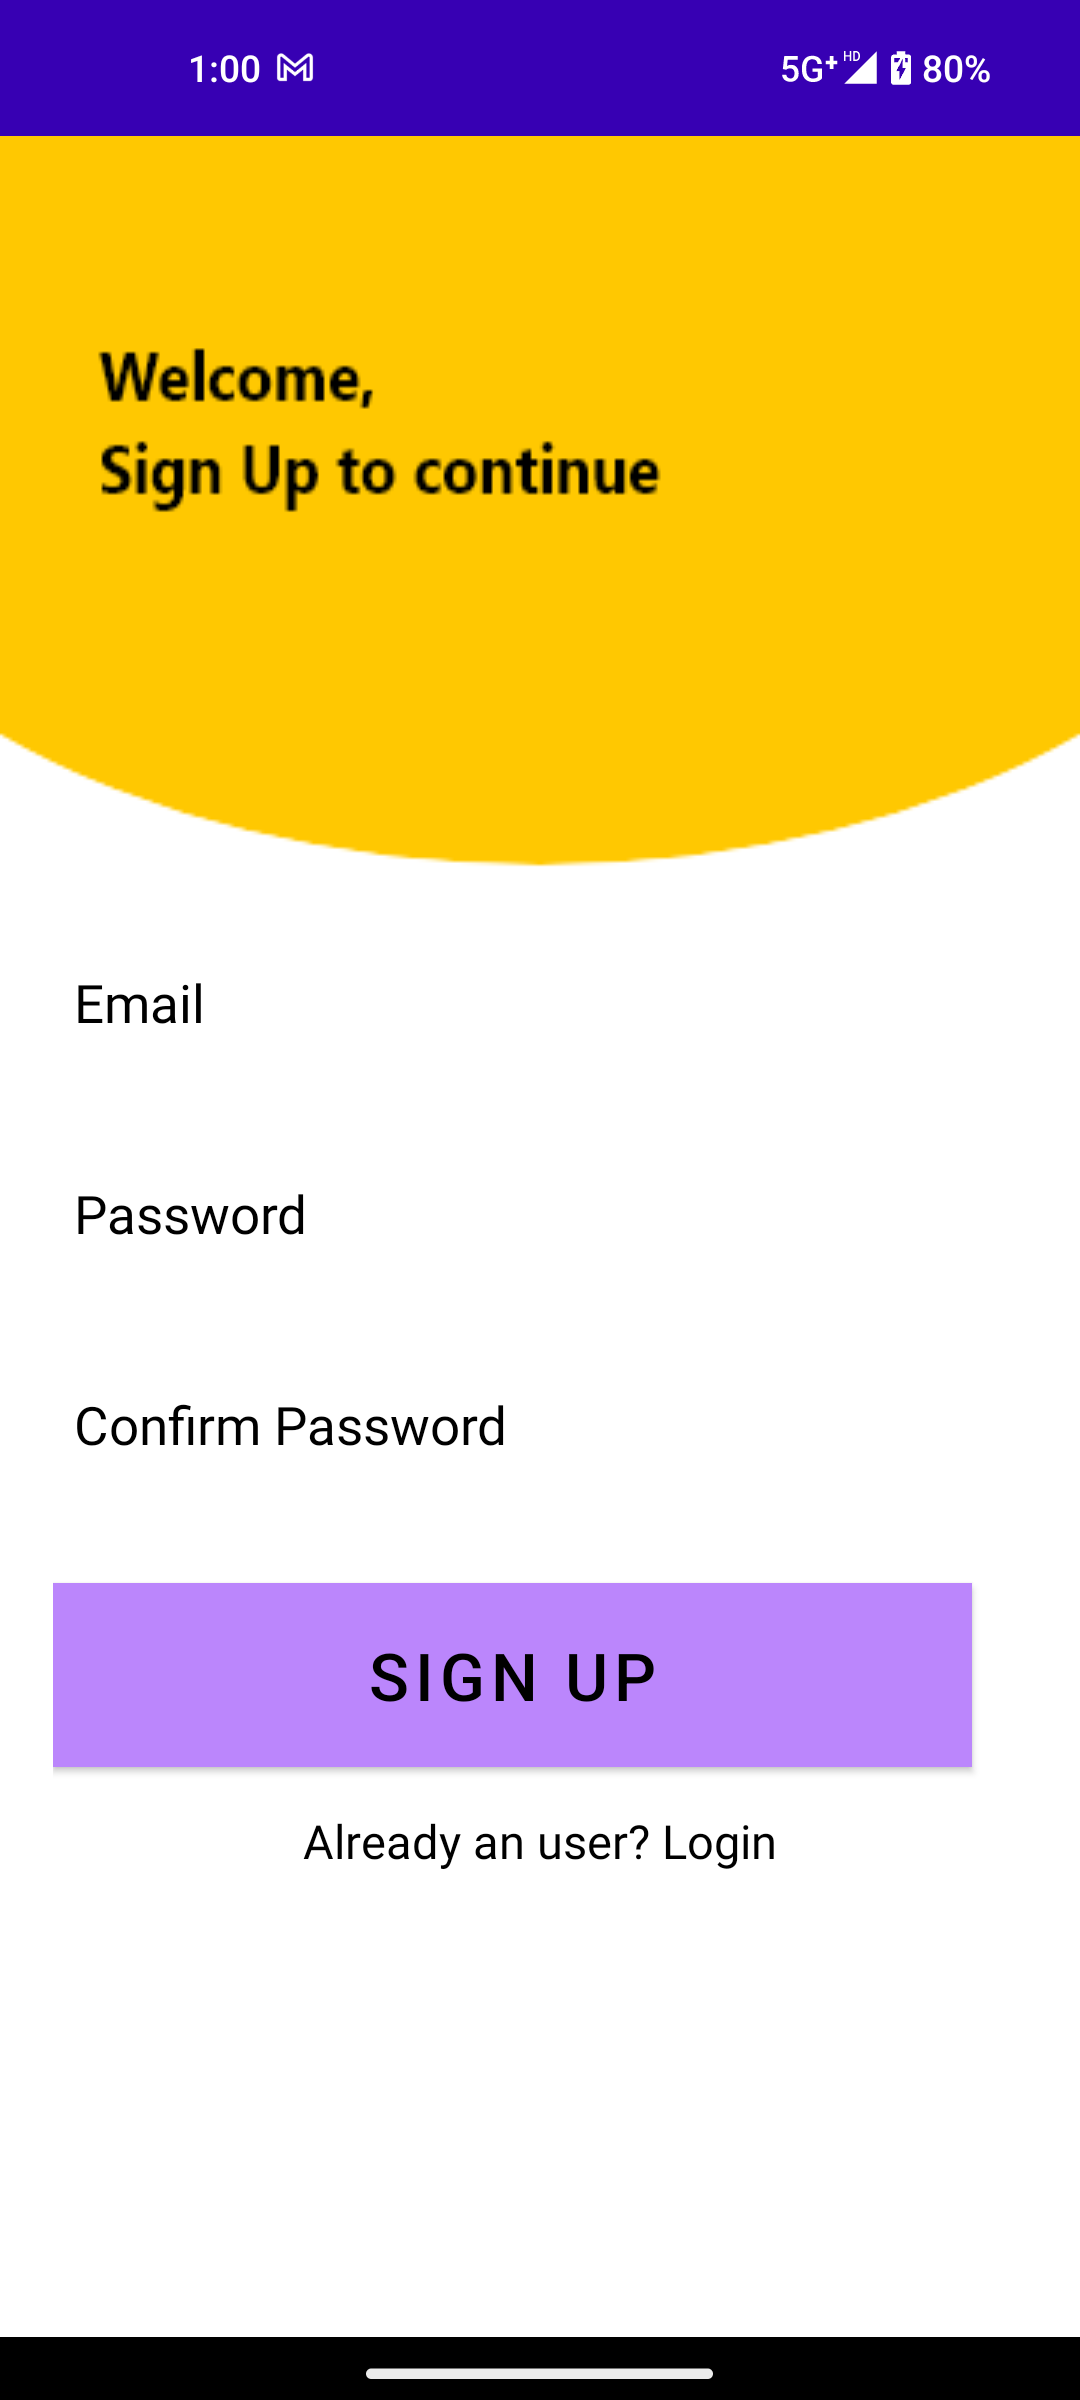 1:00
5G+ HD 80%
Welcome,
Sign Up to continue
Email
Password
Confirm Password
SIGN UP
Already an user? Login